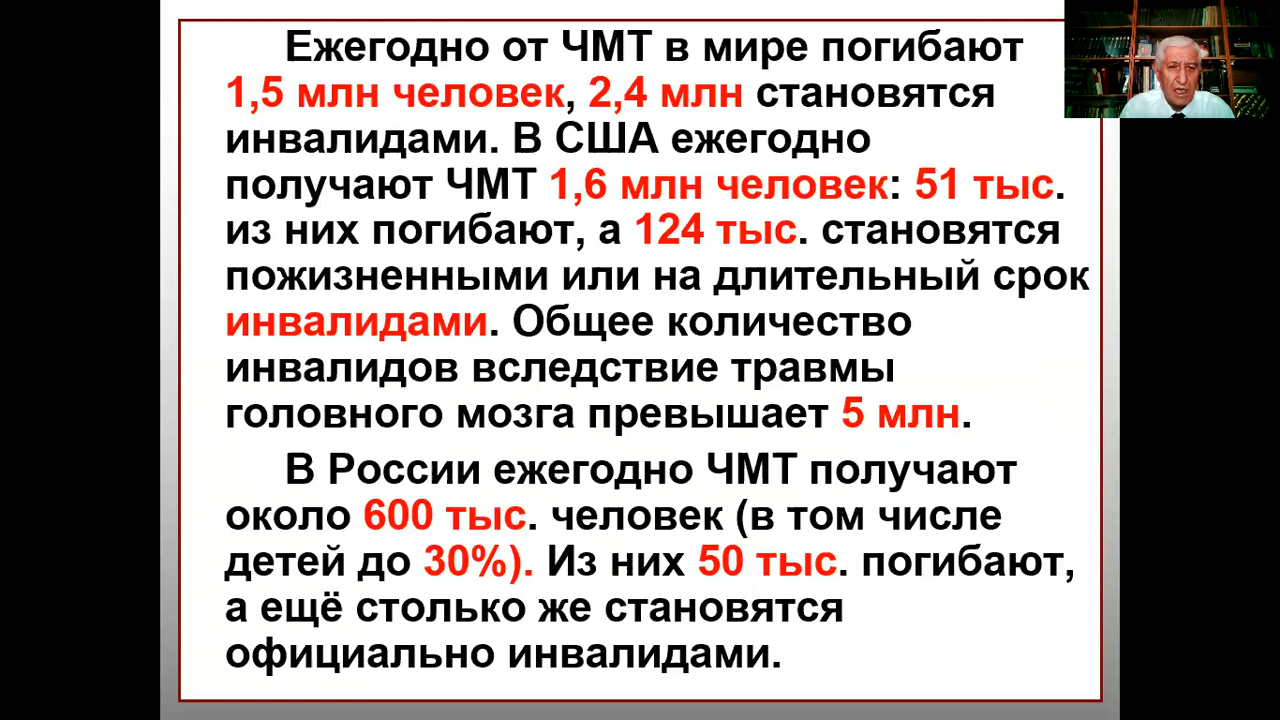 Ежегодно от ЧМТ в мире погибают
1,5 млн человек, 2,4 млн становятся
инвалидами. В США ежегодно
получают ЧМТ 1,6 млн человек: 51 тыс.
из них погибают, а 124 тыс. становятся
пожизненными или на длительный срок
инвалидами. Общее количество
инвалидов вследствие травмы
головного мозга превышает 5 млн.
В России ежегодно ЧМТ получают
около 600 тыс. человек (в том числе
детей до 30%). Из них 50 тыс. погибают,
а ещё столько же становятся
официально инвалидами.